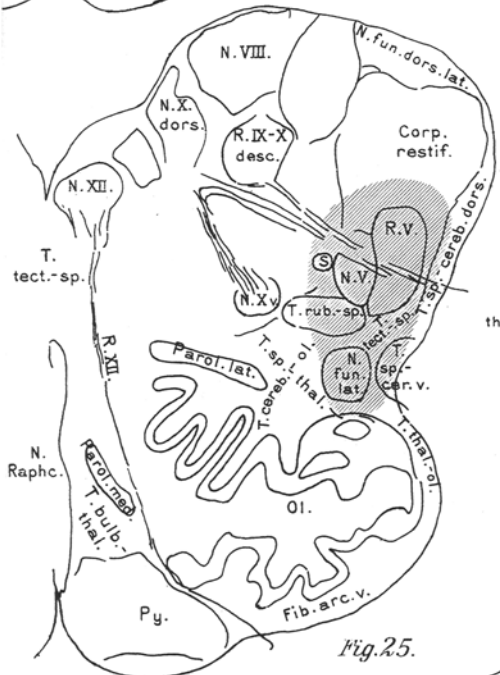 N. fun. dors. lat.
N. VIII.
N. X.
dors.
R. IX-X
desc.
Corp.
restif.
N. XII.
R. V.
T. sp.-cereb. dors.
T.
tect.-sp.
S
N. V.
N. X v.
T. rub.-sp.
T.
tect.-sp.
th
Parol. lat.
T. sp.-ol.
T. cereb.-thal.
N.
fun.
lat.
T.
sp.-
cer. v.
R. XII.
T. thal.-ol.
N.
Raphc.
Parol. med.
T. bulb.-
thal.
Ol.
Py.
Fib. arc. v.
Fig. 25.